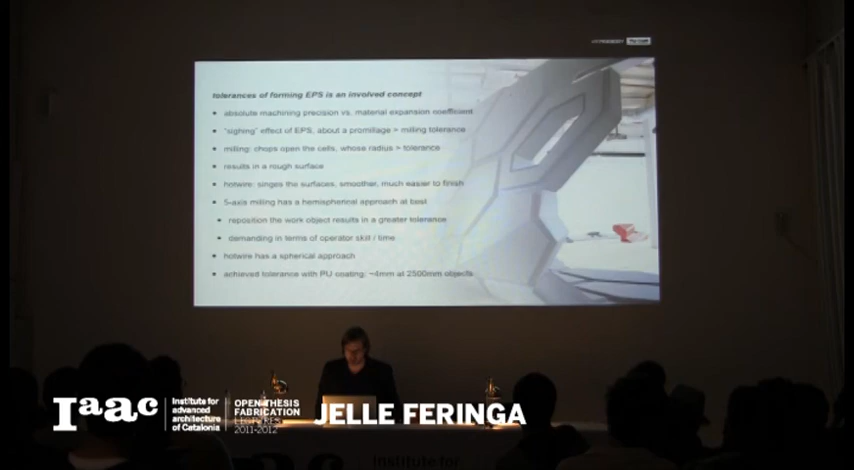 HYPERBODY
tolerances of forming EPS is an involved concept
• absolute machining precision vs. material expansion coefficient
• "sighing" effect of EPS, about a promillage > milling tolerance
• milling: chops open the cells, whose radius > tolerance
• results in a rough surface
• hotwire: singes the surfaces, smoother, much easier to finish
• 5-axis milling has a hemispherical approach at best
• reposition the work object results in a greater tolerance
• demanding in terms of operator skill / time
• hotwire has a spherical approach
• achieved tolerance with PU coating: ~4mm at 2500mm objects
Iaac
Institute for
advanced
architecture
of Catalonia
OPEN THESIS
FABRICATION
LECTURES
2011-2012
JELLE FERINGA
Institute for